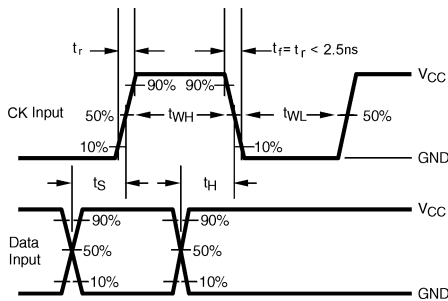 tr
tf = tr < 2.5ns
VCC
90% 90%
CK Input
50% tWH tWL 50%
10% 10%
GND
tS tH
VCC
90% 90%
Data
Input
50% 50%
10% 10%
GND